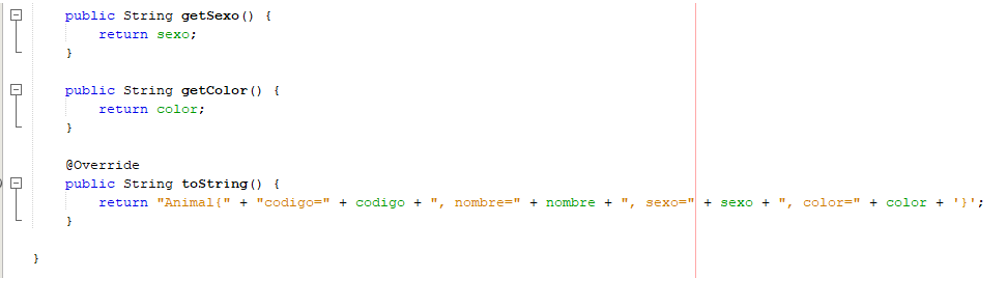 public String getSexo() {
return sexo;
}
public String getColor() {
return color;
}
@Override
public String toString() {
return "Animal{" + "codigo=" + codigo + ", nombre=" + nombre + ", sexo=" + sexo + ", color=" + color + '}';
}
}